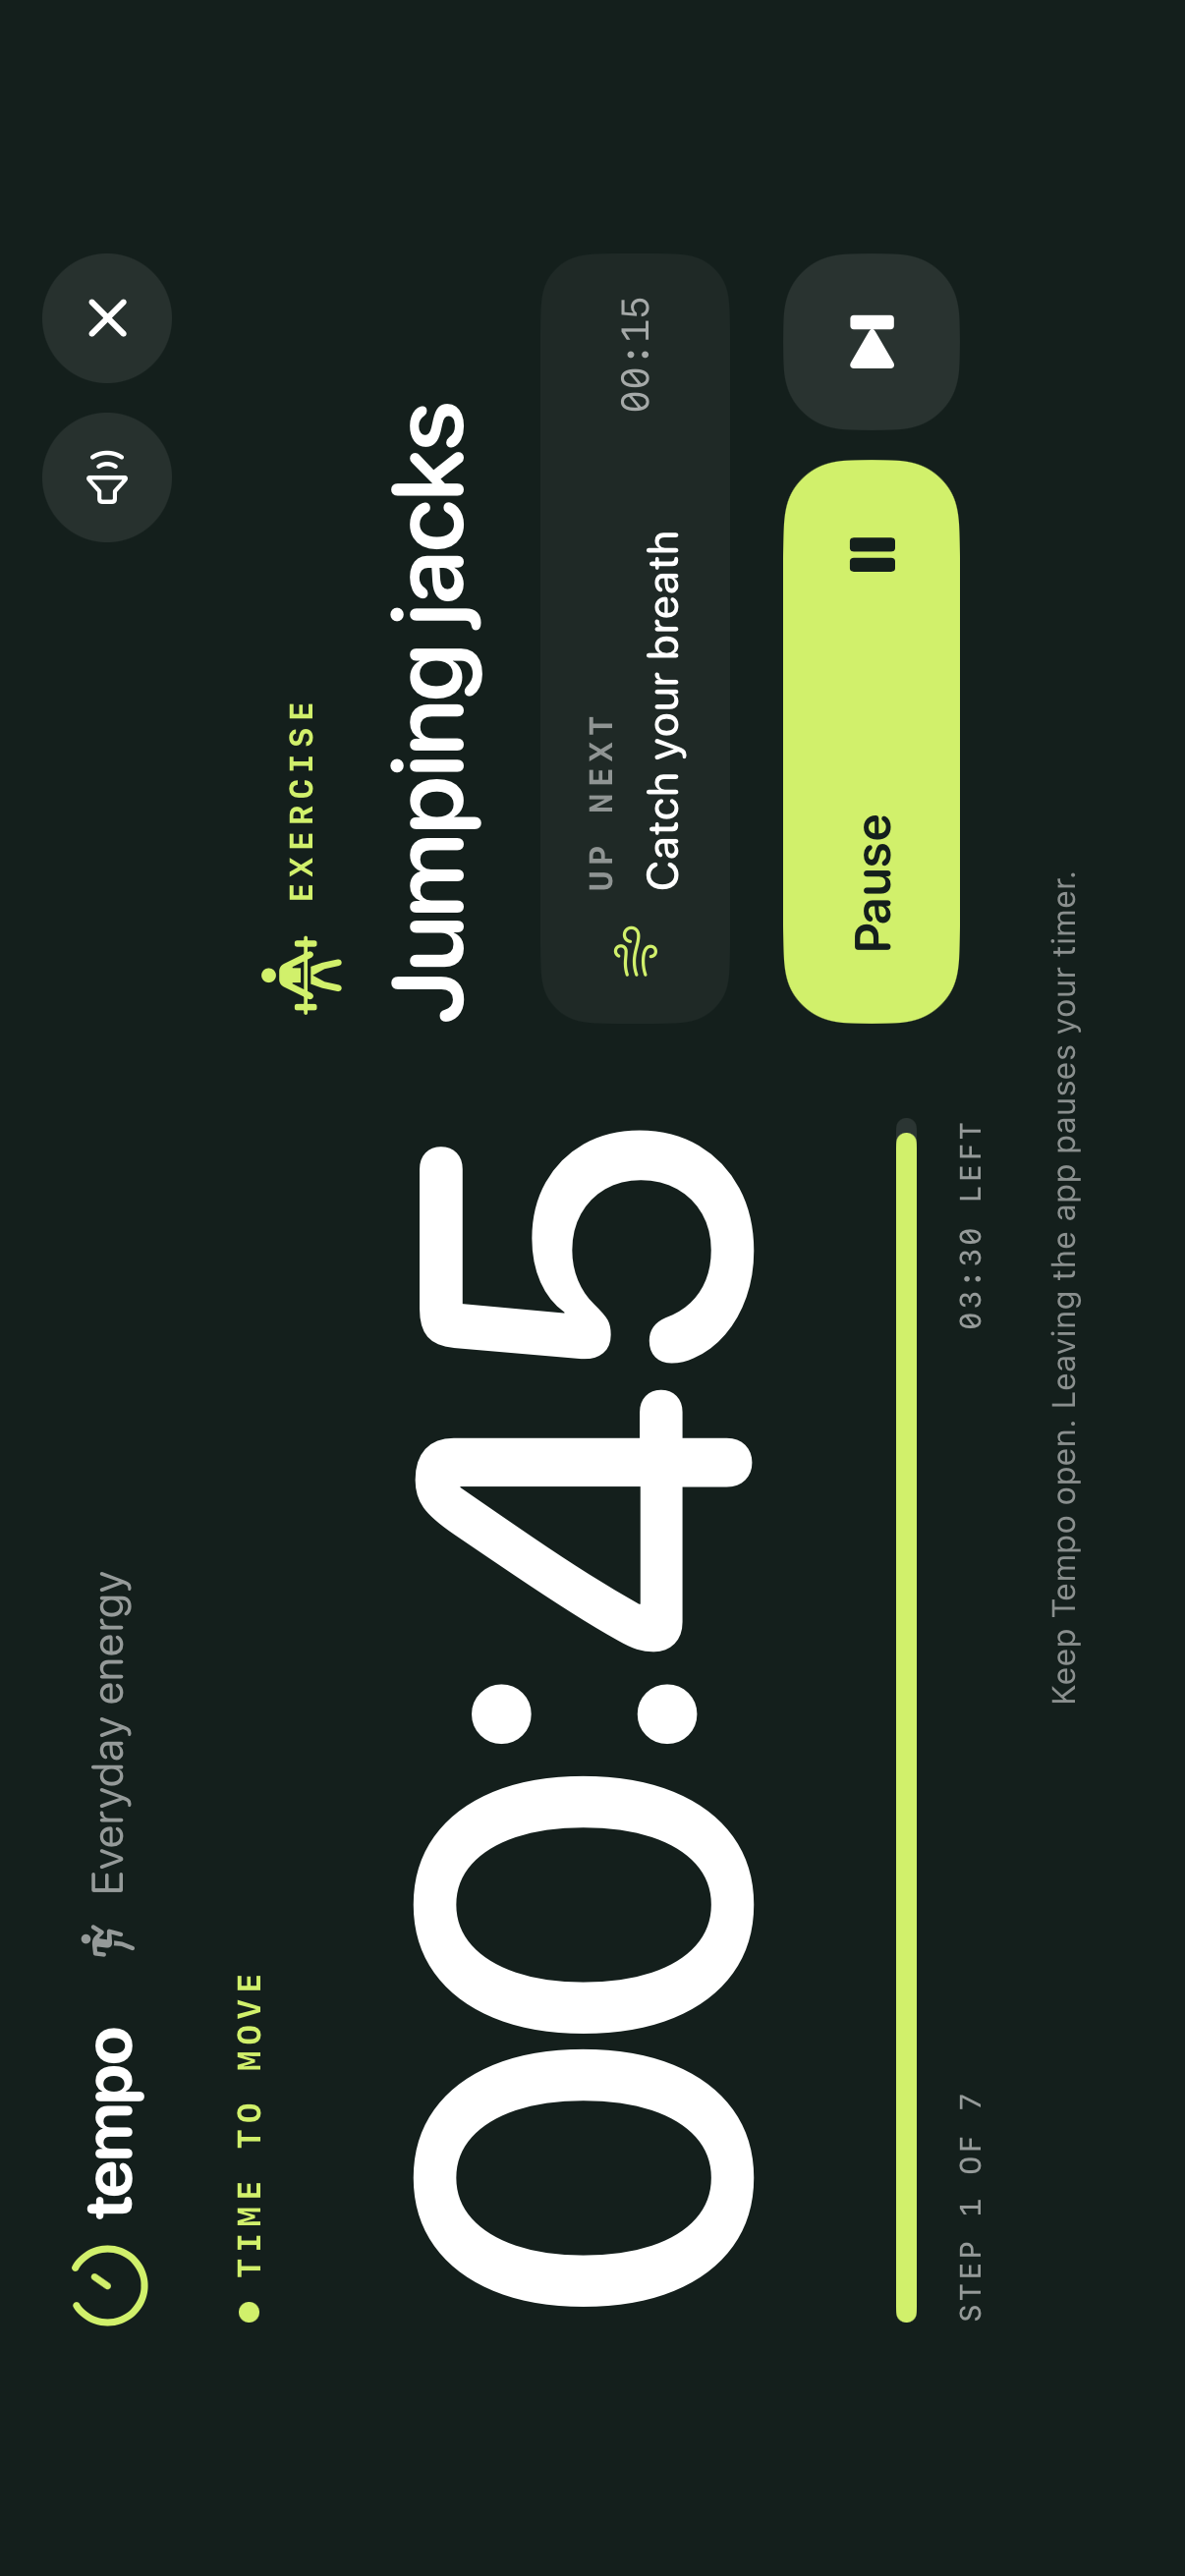 tempo
Everyday energy
TIME TO MOVE
00:45
STEP 1 OF 7
03:30 LEFT
EXERCISE
Jumping jacks
UP NEXT
Catch your breath
00:15
Pause
Keep Tempo open. Leaving the app pauses your timer.